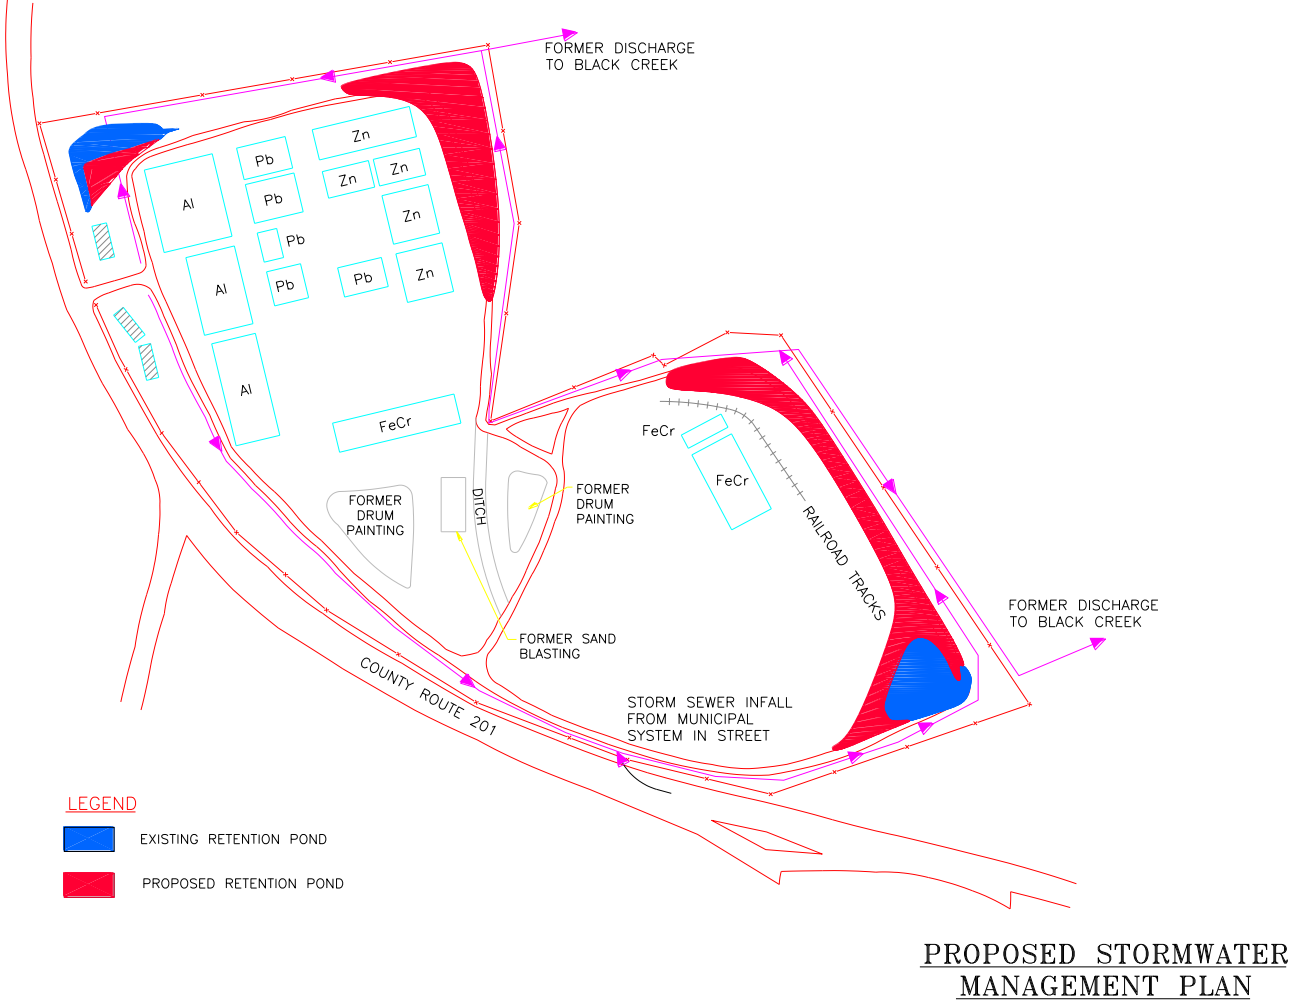 FORMER DISCHARGE
TO BLACK CREEK
Zn
Pb
Zn
Zn
Al
Pb
Zn
Pb
Zn
Pb
Pb
Al
Al
FeCr
FeCr
FeCr
FORMER
DRUM
PAINTING
DITCH
FORMER
DRUM
PAINTING
RAILROAD TRACKS
FORMER DISCHARGE
TO BLACK CREEK
FORMER SAND
BLASTING
COUNTY ROUTE 201
STORM SEWER INFALL
FROM MUNICIPAL
SYSTEM IN STREET
LEGEND
EXISTING RETENTION POND
PROPOSED RETENTION POND
PROPOSED STORMWATER
MANAGEMENT PLAN